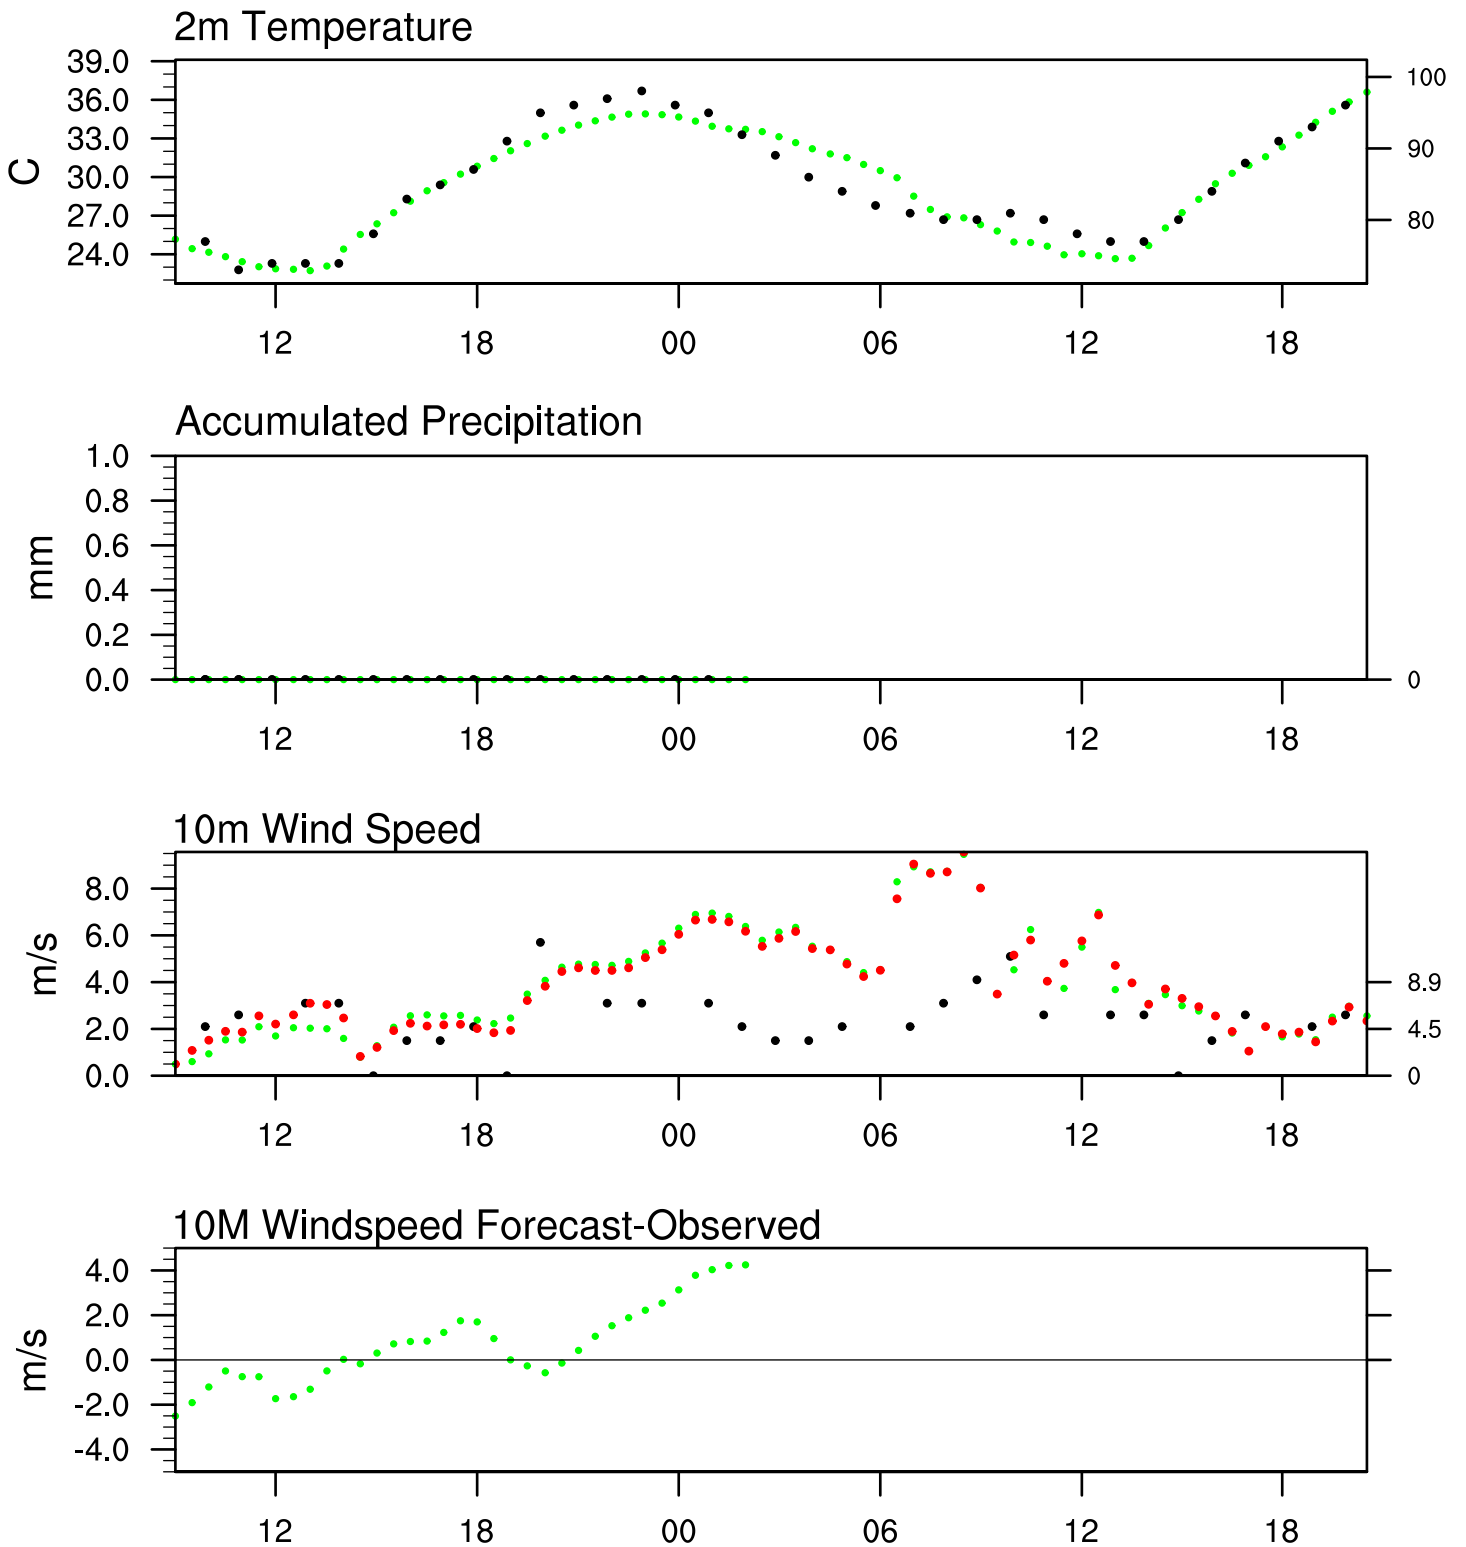 2m Temperature
39.0
36.0
33.0
30.0
27.0
24.0
C
100
90
80
12 18 00 06 12 18
Accumulated Precipitation
1.0
0.8
0.6
0.4
0.2
0.0
mm
0
12 18 00 06 12 18
10m Wind Speed
8.0
6.0
4.0
2.0
0.0
m/s
8.9
4.5
0
12 18 00 06 12 18
10M Windspeed Forecast-Observed
4.0
2.0
0.0
-2.0
-4.0
m/s
12 18 00 06 12 18